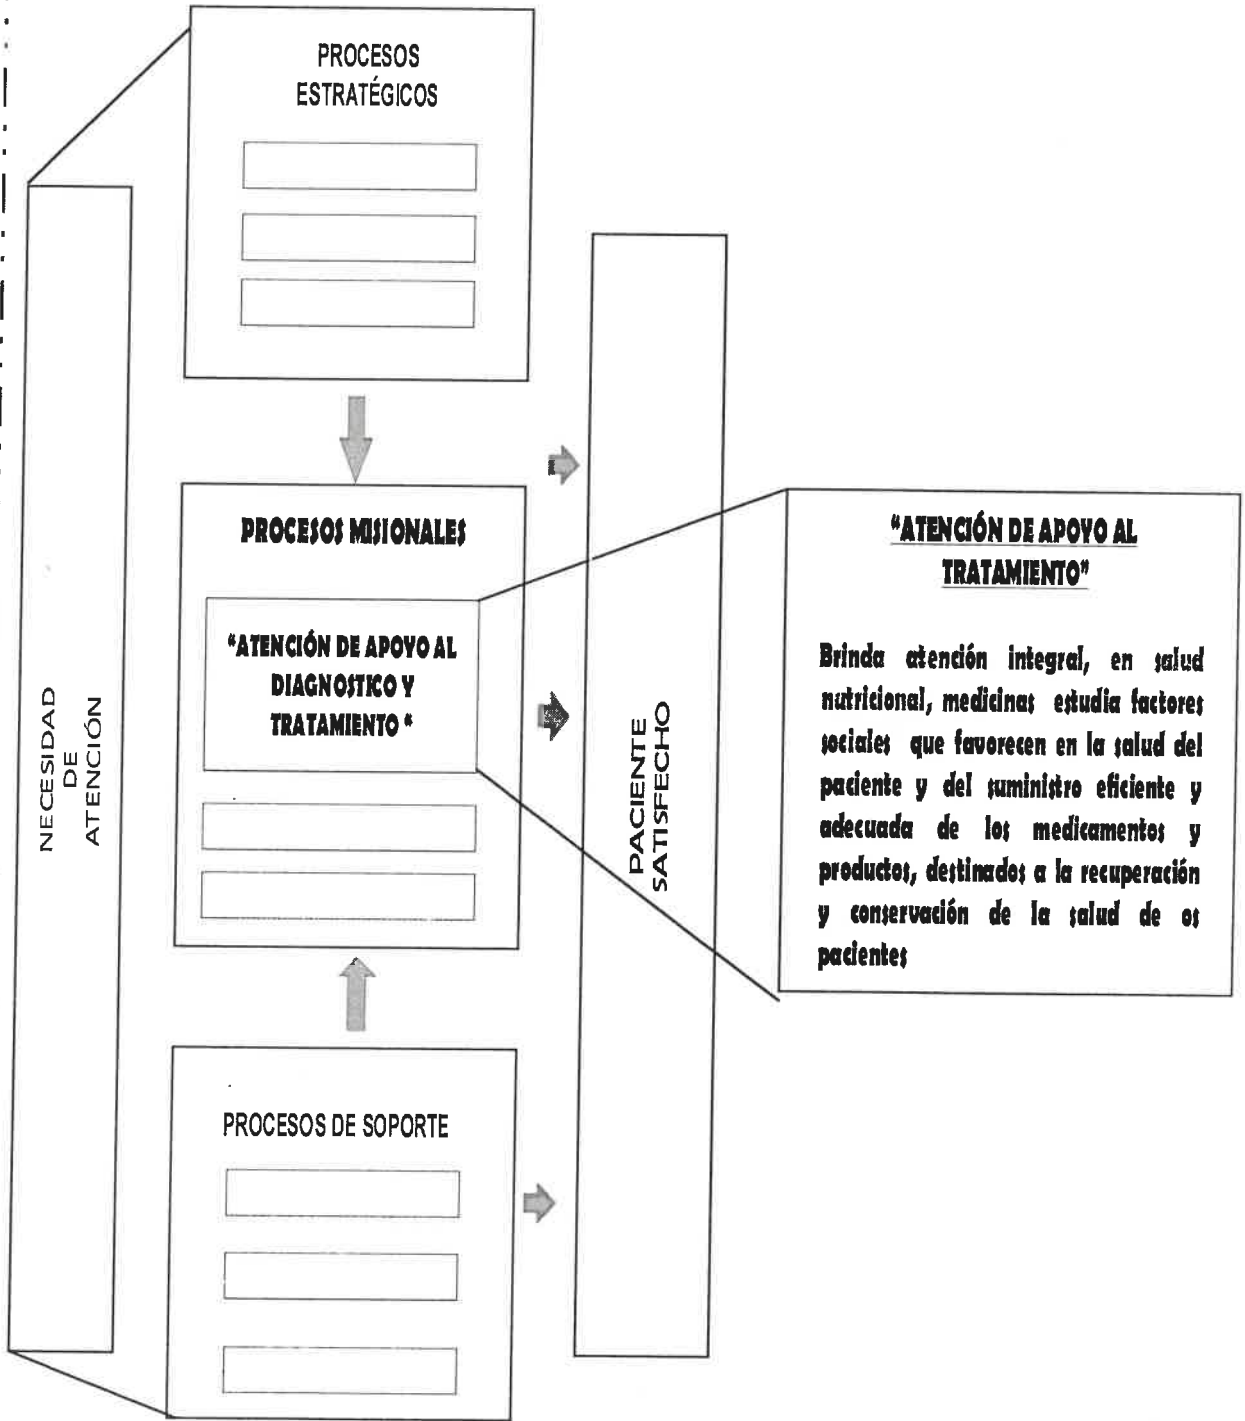 PROCESOS
ESTRATÉGICOS
NECESIDAD
DE
ATENCIÓN
PROCESOS MISIONALES
"ATENCIÓN DE APOYO AL
DIAGNOSTICO Y
TRATAMIENTO "
PROCESOS DE SOPORTE
PACIENTE
SATISFECHO
"ATENCIÓN DE APOYO AL
TRATAMIENTO"
Brinda atención integral, en salud
nutricional, medicinas estudia factores
sociales que favorecen en la salud del
paciente y del suministro eficiente y
adecuada de los medicamentos y
productos, destinados a la recuperación
y conservación de la salud de os
pacientes